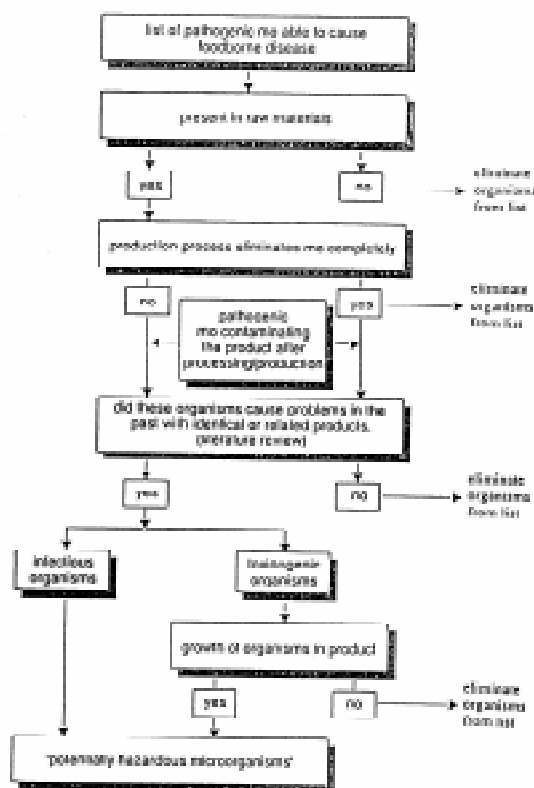 list of pathogenic mo able to cause
foodborne disease
present in raw materials
yes
no
eliminate
organisms
from list
production process eliminates mo completely
no
yes
eliminate
organisms
from list
pathogenic
mo contaminating
the product after
processing/production
did these organisms cause problems in the
past with identical or related products,
(literature review)
yes
no
eliminate
organisms
from list
infectious
organisms
toxinogenic
organisms
growth of organisms in product
yes
no
eliminate
organisms
from list
'potentially hazardous microorganisms'